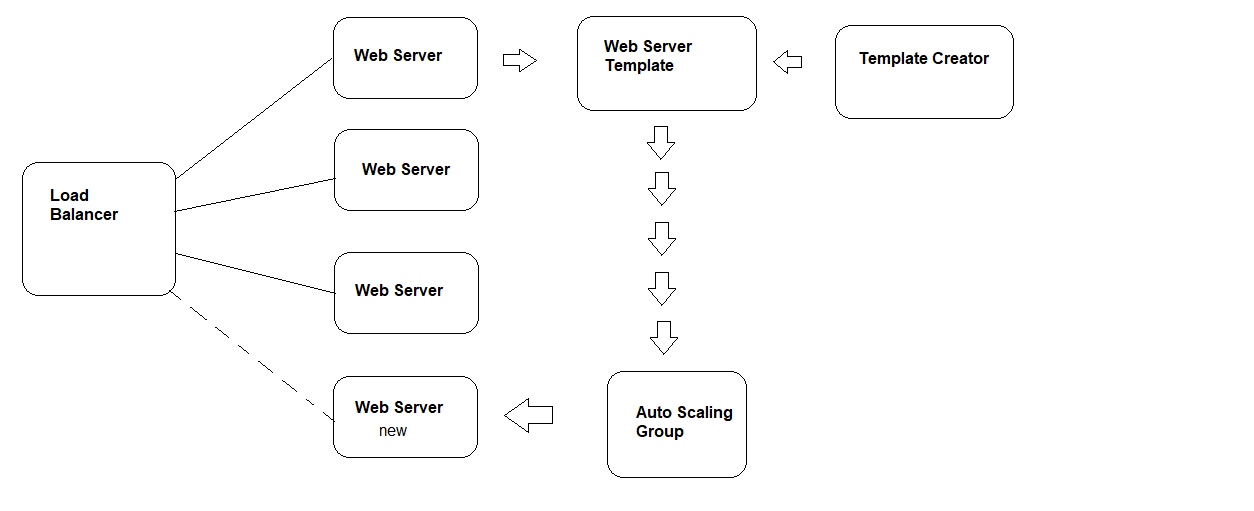 Web Server
Web Server
Template
Template Creator
Web Server
Load
Balancer
Web Server
Web Server
new
Auto Scaling
Group